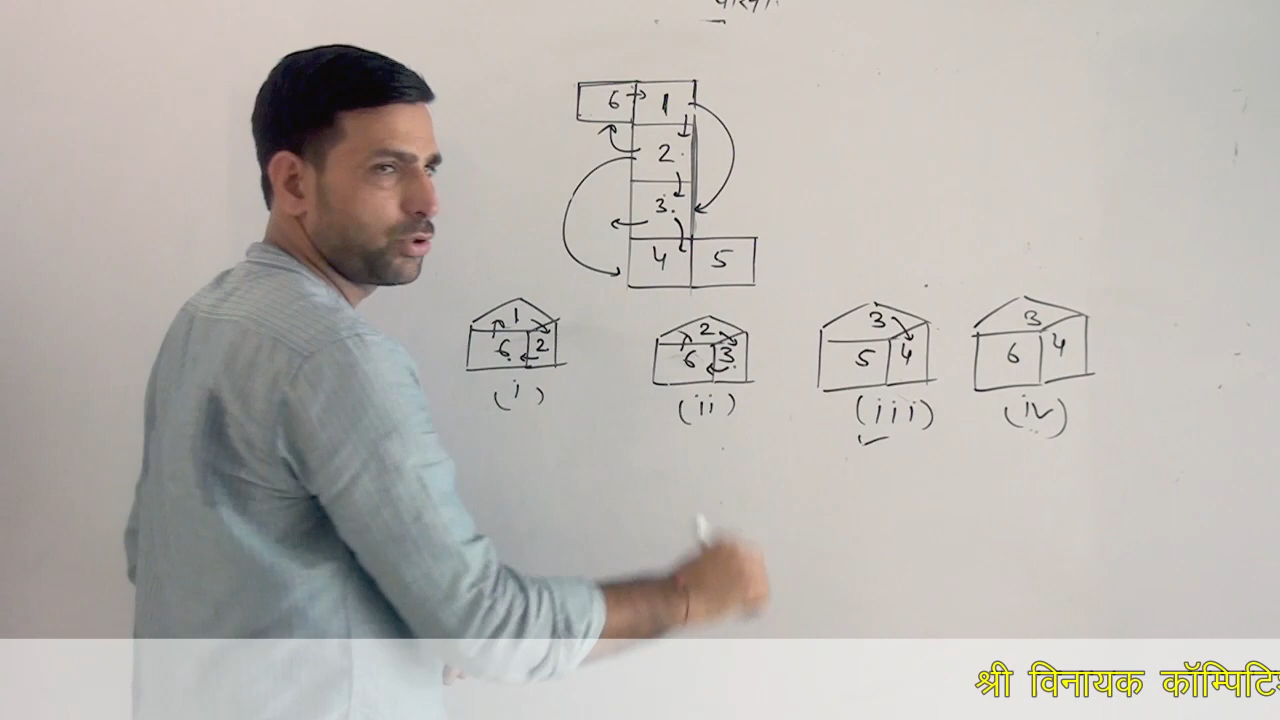 6 1
2
3
4 5
1 2 3 3
6 2 6 3 5 4 6 4
(i) (ii) (iii) (iv)
श्री विनायक